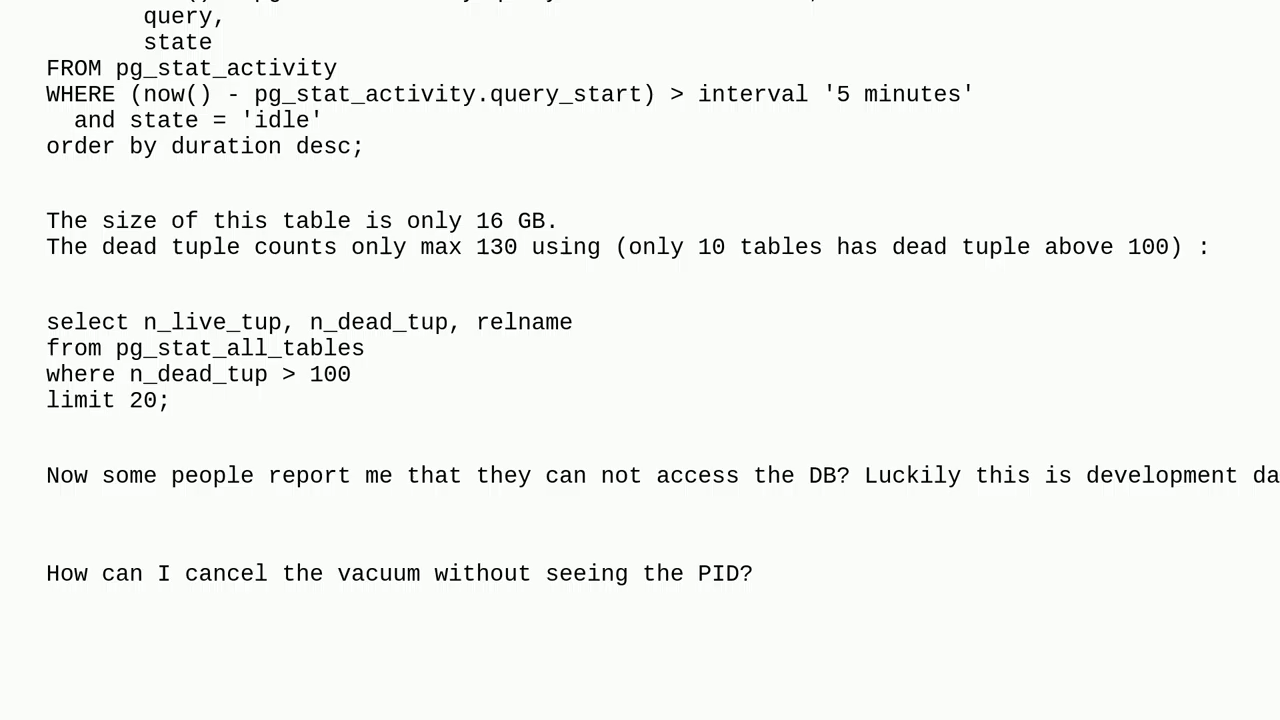 query,
state
FROM pg_stat_activity
WHERE (now() - pg_stat_activity.query_start) > interval '5 minutes'
and state = 'idle'
order by duration desc;
The size of this table is only 16 GB.
The dead tuple counts only max 130 using (only 10 tables has dead tuple above 100) :
select n_live_tup, n_dead_tup, relname
from pg_stat_all_tables
where n_dead_tup > 100
limit 20;
Now some people report me that they can not access the DB? Luckily this is development da
How can I cancel the vacuum without seeing the PID?